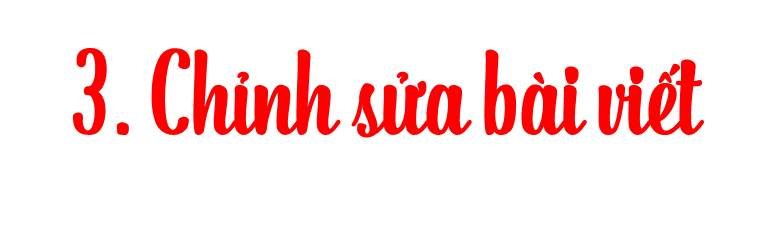 3. Chỉnh sửa bài viết